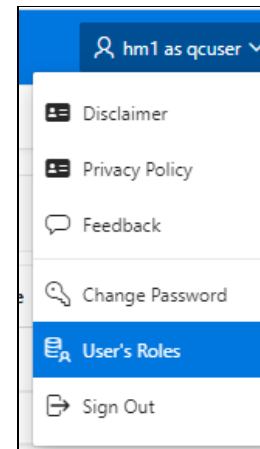 hm1 as qcuser
Disclaimer
Privacy Policy
Feedback
e
Change Password
User's Roles
Sign Out